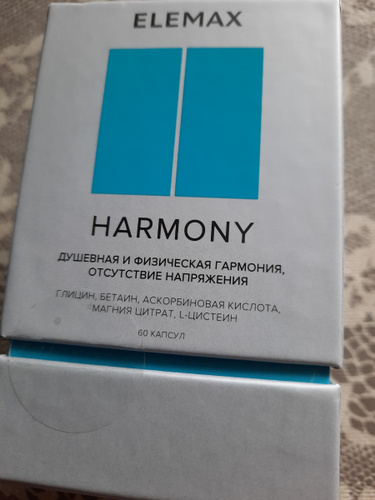 ELEMAX
HARMONY
ДУШЕВНАЯ И ФИЗИЧЕСКАЯ ГАРМОНИЯ,
ОТСУТСТВИЕ НАПРЯЖЕНИЯ
ГЛИЦИН, БЕТАИН, АСКОРБИНОВАЯ КИСЛОТА,
МАГНИЯ ЦИТРАТ, L-ЦИСТЕИН
60 КАПСУЛ